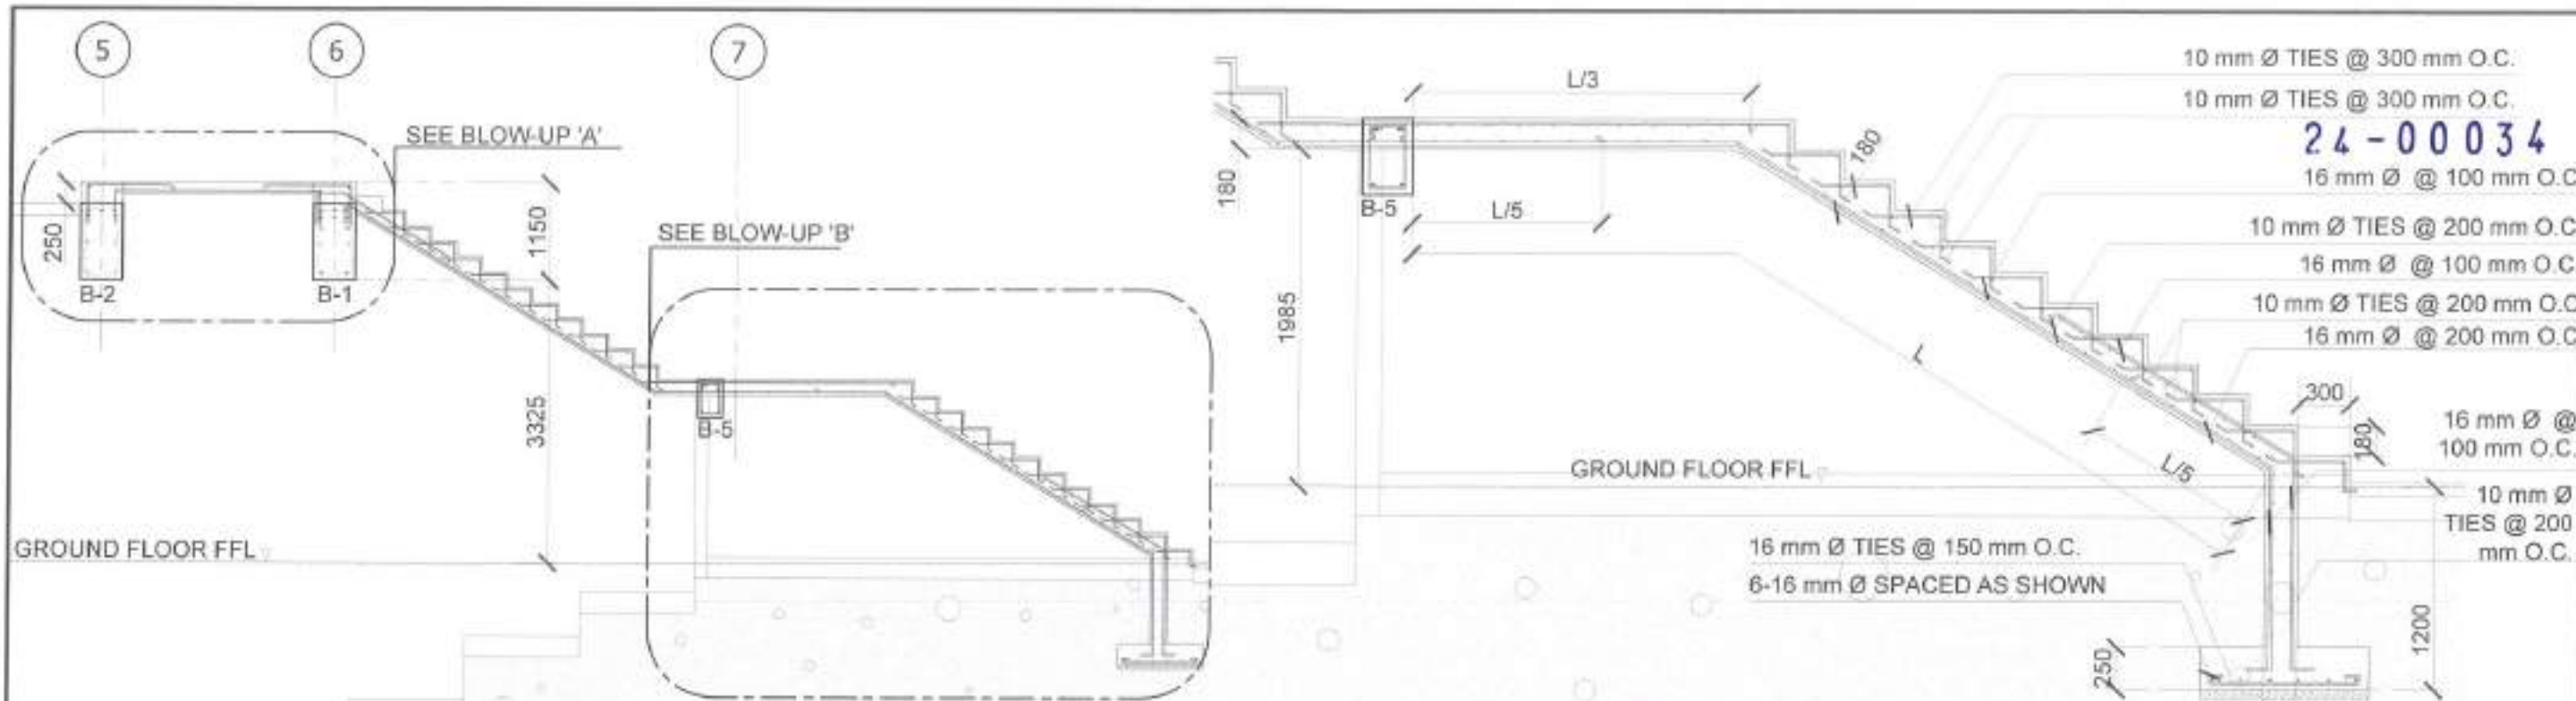 5
6
7
SEE BLOW-UP 'A'
250
1150
B-2
B-1
SEE BLOW-UP 'B'
3325
B-5
GROUND FLOOR FFL
L/3
180
B-5
L/5
180
1985
L
L/5
GROUND FLOOR FFL
300
180
1200
250
10 mm Ø TIES @ 300 mm O.C.
10 mm Ø TIES @ 300 mm O.C.
24-00034
16 mm Ø @ 100 mm O.C
10 mm Ø TIES @ 200 mm O.C
16 mm Ø @ 100 mm O.C
10 mm Ø TIES @ 200 mm O.C
16 mm Ø @ 200 mm O.C
16 mm Ø @
100 mm O.C.
10 mm Ø
TIES @ 200
mm O.C.
16 mm Ø TIES @ 150 mm O.C.
6-16 mm Ø SPACED AS SHOWN